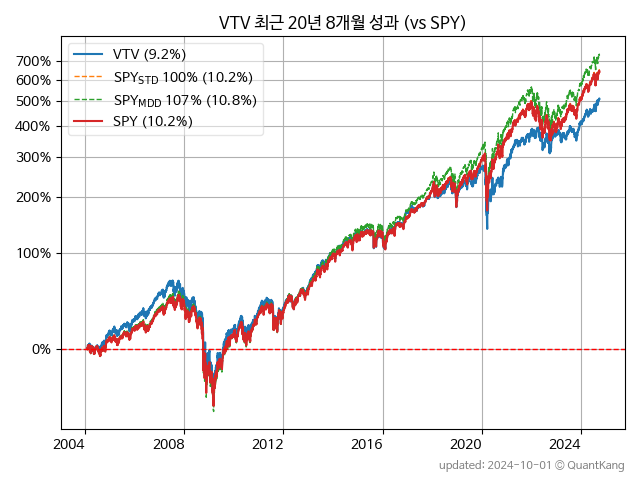 VTV 최근 20년 8개월 성과 (vs SPY)
VTV (9.2%)
SPY_STD 100% (10.2%)
SPY_MDD 107% (10.8%)
SPY (10.2%)
700%
600%
500%
400%
300%
200%
100%
0%
2004 2008 2012 2016 2020 2024
updated: 2024-10-01 © QuantKang